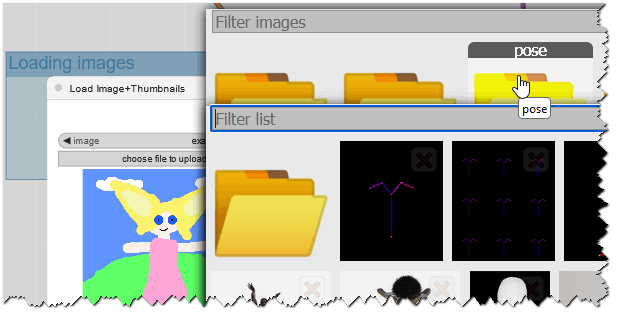 Filter images
pose
pose
Filter list
Loading images
Load Image+Thumbnails
image
exa
choose file to upload